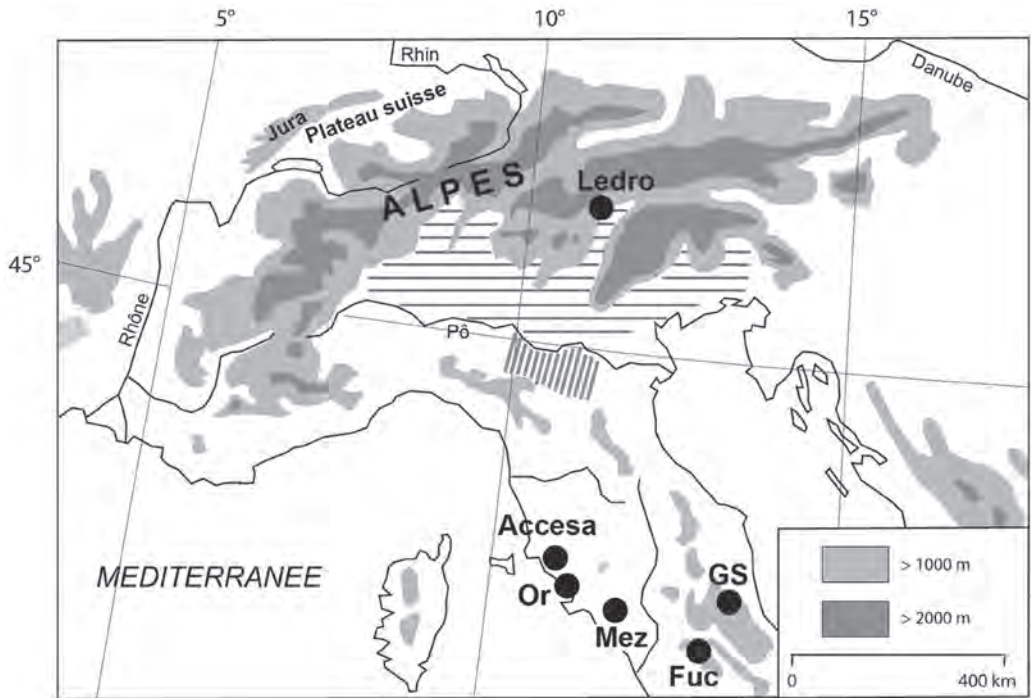 5° 10° 15°
Rhin
Danube
Jura
Plateau suisse
ALPES
Ledro
45°
Rhône
Pô
Accesa
MEDITERRANEE
Or
GS
Mez
Fuc
> 1000 m
> 2000 m
0 400 km